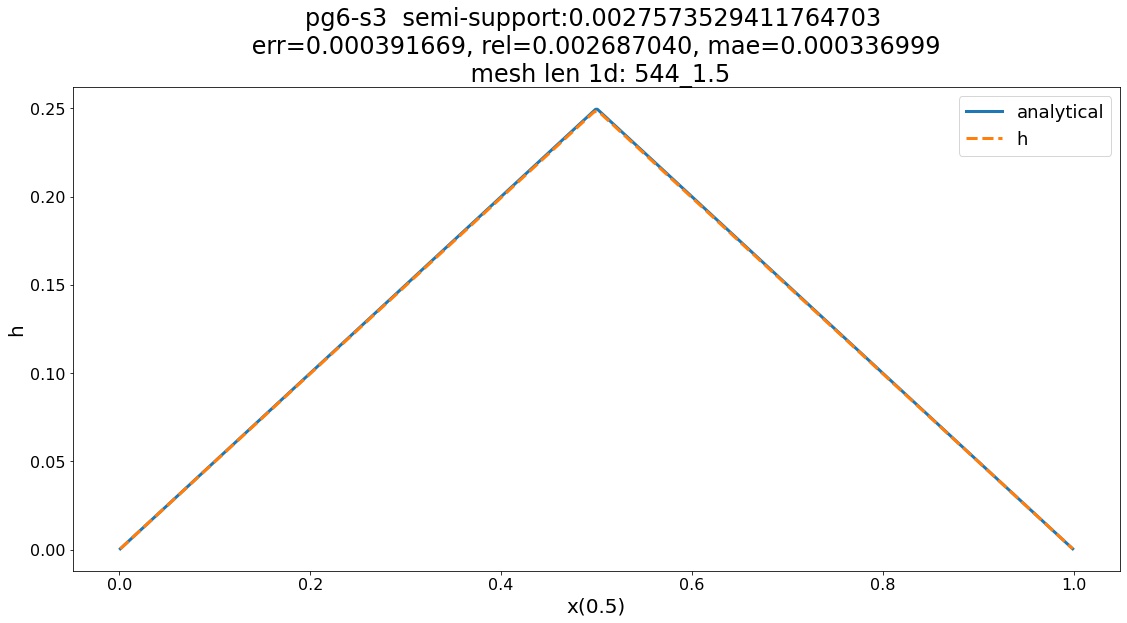 pg6-s3  semi-support:0.0027573529411764703
err=0.000391669, rel=0.002687040, mae=0.000336999
mesh len 1d: 544_1.5
analytical
h
0.25
0.20
0.15
0.10
0.05
0.00
h
0.0
0.2
0.4
0.6
0.8
1.0
x(0.5)